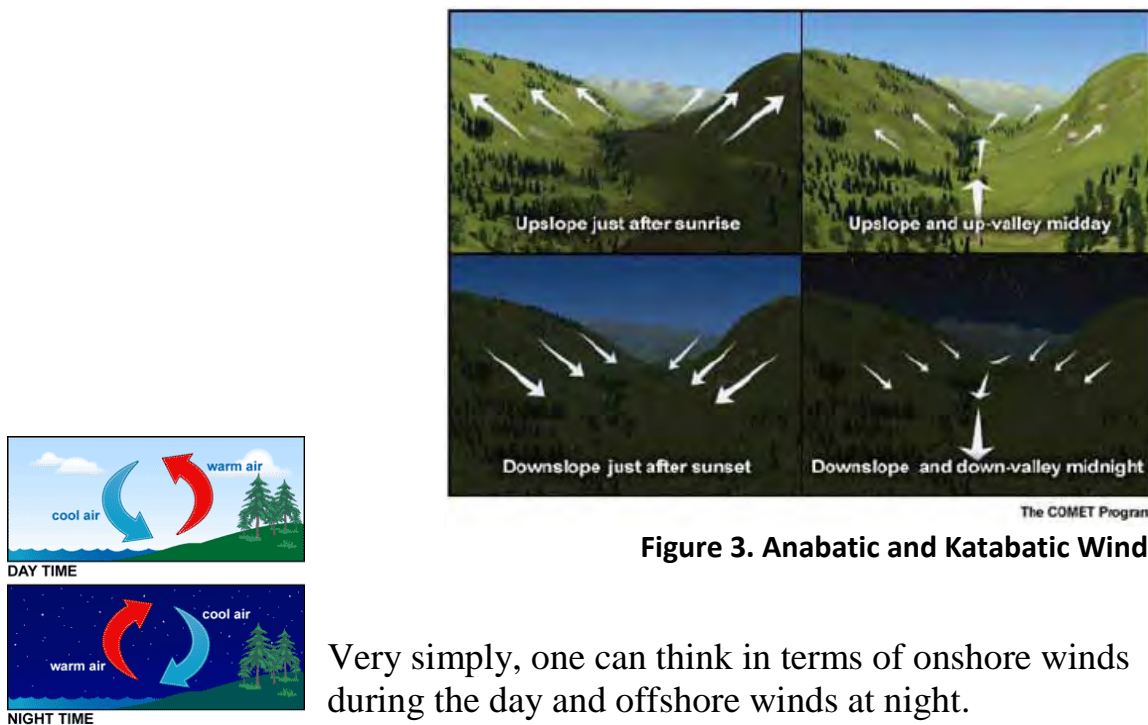 Upslope just after sunrise
Upslope and up-valley midday
Downslope just after sunset
Downslope and down-valley midnight
The COMET Program
Figure 3. Anabatic and Katabatic Wind
warm air
cool air
DAY TIME
cool air
warm air
NIGHT TIME
Very simply, one can think in terms of onshore winds
during the day and offshore winds at night.